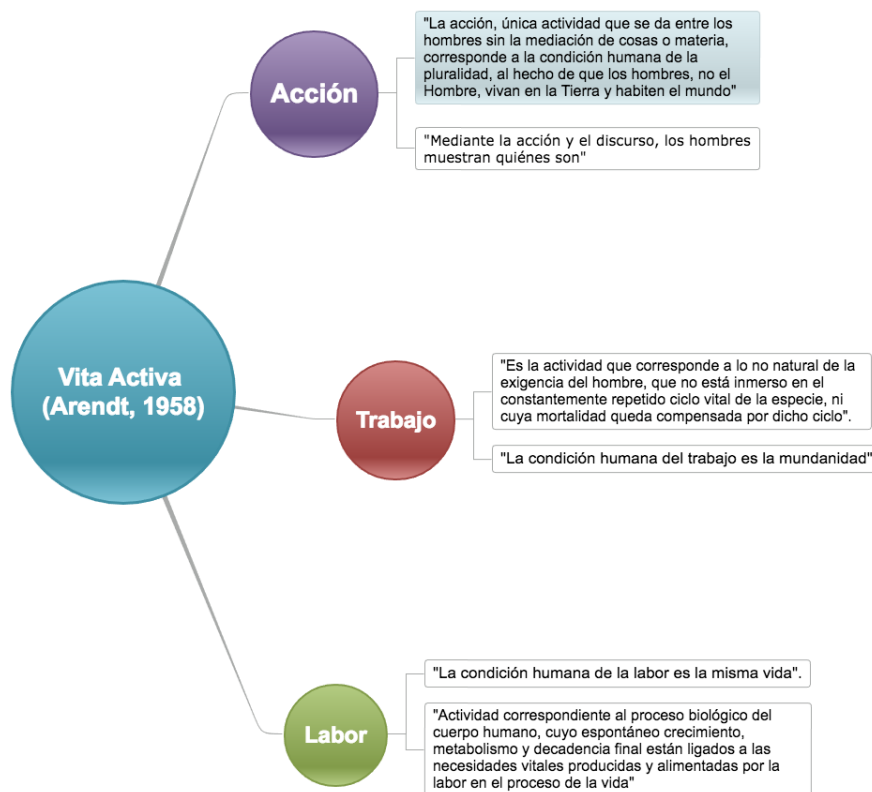 "La acción, única actividad que se da entre los
hombres sin la mediación de cosas o materia,
corresponde a la condición humana de la
pluralidad, al hecho de que los hombres, no el
Hombre, vivan en la Tierra y habiten el mundo"
Acción
"Mediante la acción y el discurso, los hombres
muestran quiénes son"
Vita Activa
(Arendt, 1958)
"Es la actividad que corresponde a lo no natural de la
exigencia del hombre, que no está inmerso en el
constantemente repetido ciclo vital de la especie, ni
cuya mortalidad queda compensada por dicho ciclo".
Trabajo
"La condición humana del trabajo es la mundanidad"
"La condición humana de la labor es la misma vida".
Labor
"Actividad correspondiente al proceso biológico del
cuerpo humano, cuyo espontáneo crecimiento,
metabolismo y decadencia final están ligados a las
necesidades vitales producidas y alimentadas por la
labor en el proceso de la vida"